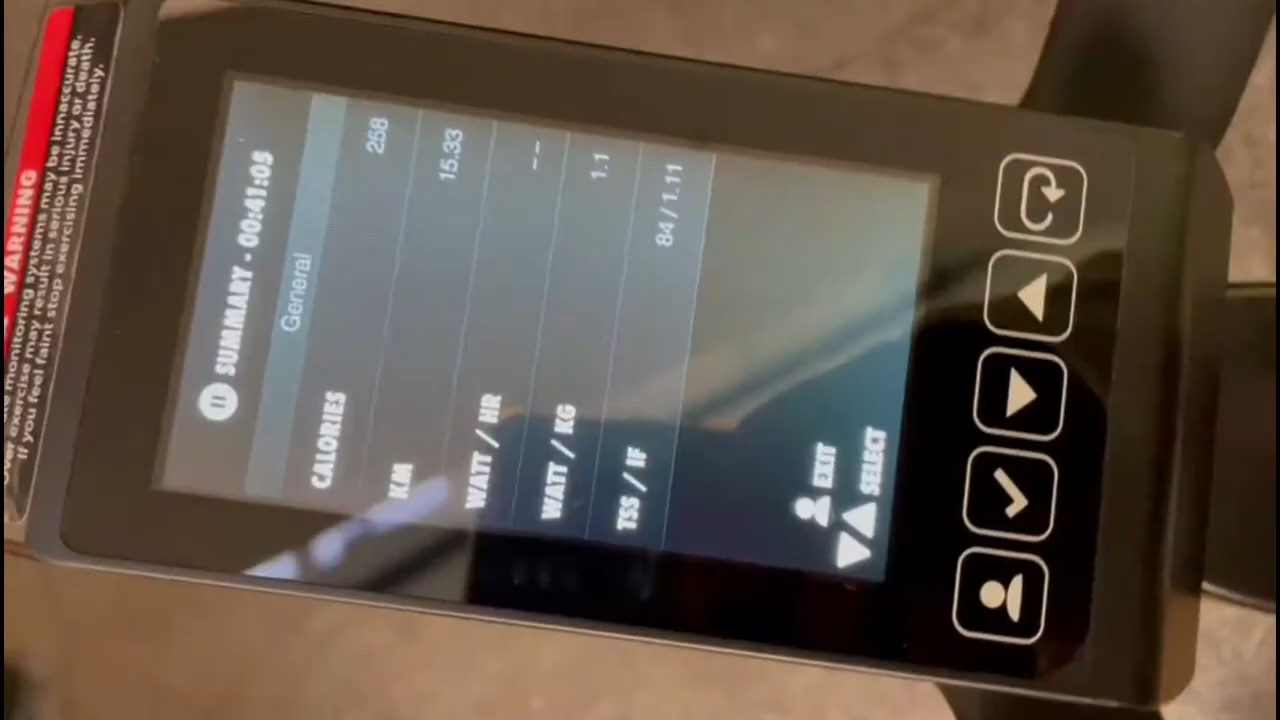 WARNING
monitoring systems may be innaccurate.
exercise may result in serious injury or death.
If you feel faint stop exercising immediately.
SUMMARY - 00:41:05
General
CALORIES 268
KM 15.33
WATT / HR --
WATT / KG 1.1
TSS / IF 84 / 1.11
EXIT
SELECT